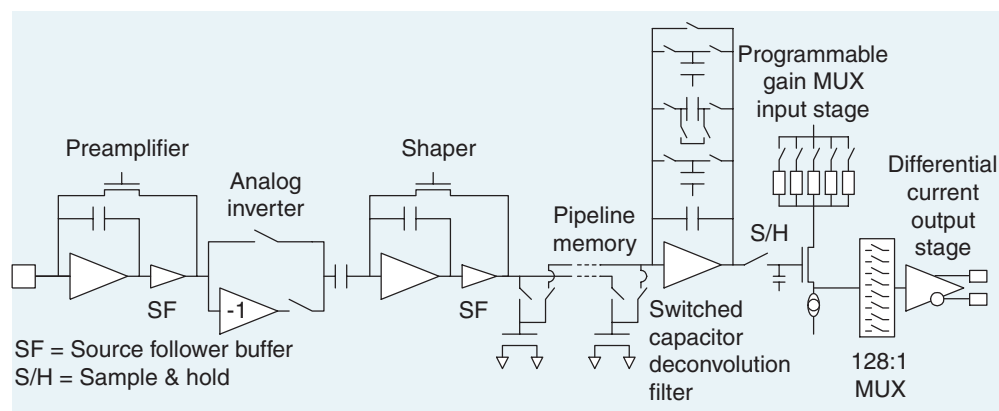 Programmable
gain MUX
input stage
Preamplifier
Shaper
Differential
current
output
stage
Analog
inverter
Pipeline
memory
S/H
SF
-1
SF
Switched
capacitor
deconvolution
filter
SF = Source follower buffer
S/H = Sample & hold
128:1
MUX